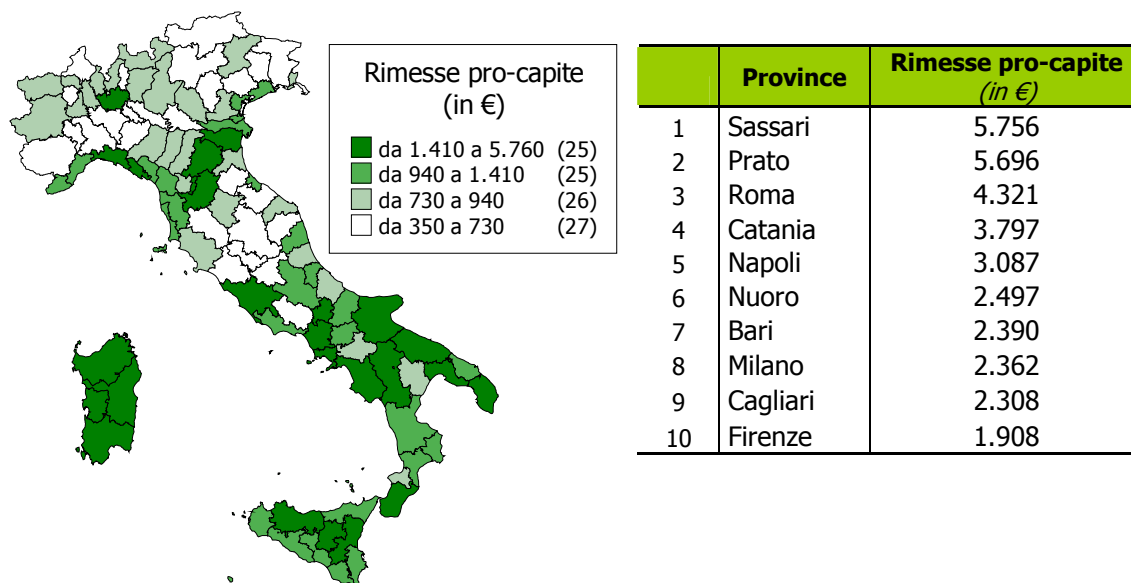 Rimesse pro-capite
(in €)
da 1.410 a 5.760 (25)
da 940 a 1.410 (25)
da 730 a 940 (26)
da 350 a 730 (27)
Province Rimesse pro-capite
(in €)
1 Sassari 5.756
2 Prato 5.696
3 Roma 4.321
4 Catania 3.797
5 Napoli 3.087
6 Nuoro 2.497
7 Bari 2.390
8 Milano 2.362
9 Cagliari 2.308
10 Firenze 1.908